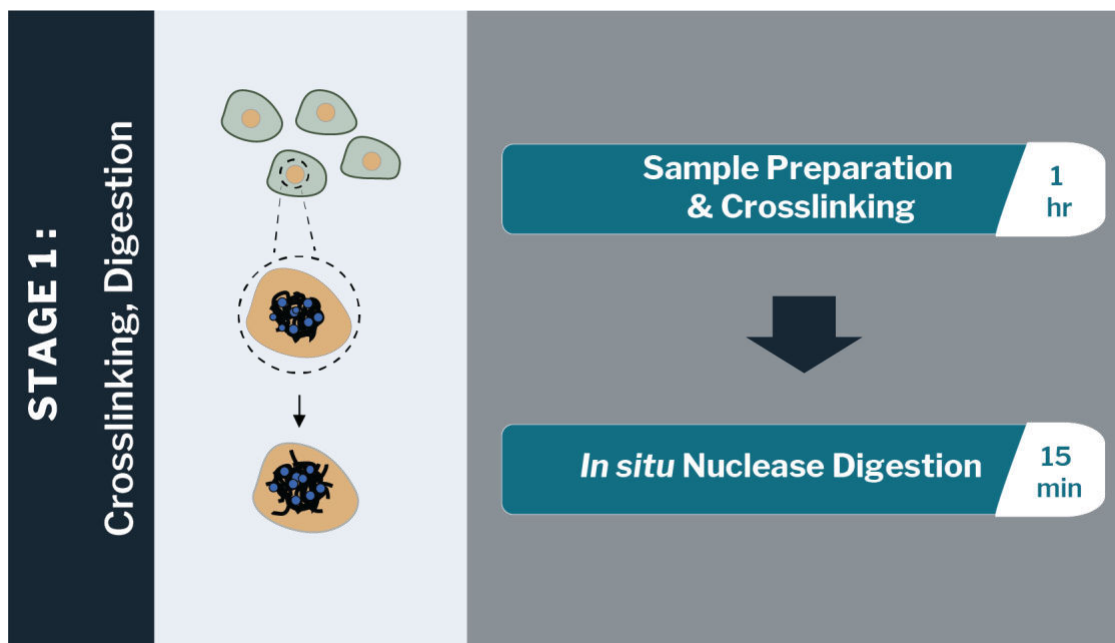 STAGE 1:
Crosslinking, Digestion
Sample Preparation
& Crosslinking
1
hr
In situ Nuclease Digestion
15
min